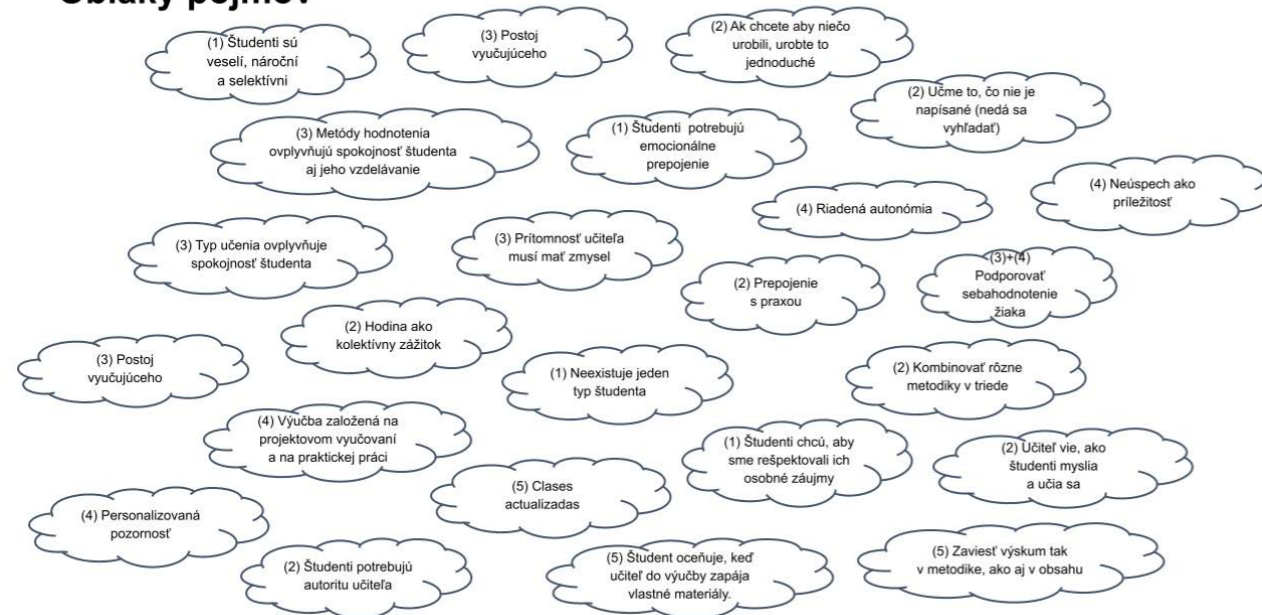 Oblaky pojmov
(1) Študenti sú
veselí, nároční
a selektívni
(3) Postoj
vyučujúceho
(2) Ak chcete aby niečo
urobili, urobte to
jednoduché
(2) Učme to, čo nie je
napísané (nedá sa
vyhľadať)
(3) Metódy hodnotenia
ovplyvňujú spokojnosť študenta
aj jeho vzdelávanie
(1) Študenti potrebujú
emocionálne
prepojenie
(4) Neúspech ako
príležitosť
(4) Riadená autonómia
(3) Typ učenia ovplyvňuje
spokojnosť študenta
(3) Prítomnosť učiteľa
musí mať zmysel
(2) Prepojenie
s praxou
(3)+(4)
Podporovať
sebahodnotenie
žiaka
(2) Hodina ako
kolektívny zážitok
(3) Postoj
vyučujúceho
(1) Neexistuje jeden
typ študenta
(2) Kombinovať rôzne
metodiky v triede
(4) Výučba založená na
projektovom vyučovaní
a na praktickej práci
(1) Študenti chcú, aby
sme rešpektovali ich
osobné záujmy
(2) Učiteľ vie, ako
študenti myslia
a učia sa
(5) Clases
actualizadas
(4) Personalizovaná
pozornosť
(2) Študenti potrebujú
autoritu učiteľa
(5) Študent oceňuje, keď
učiteľ do výučby zapája
vlastné materiály.
(5) Zaviesť výskum tak
v metodike, ako aj v obsahu